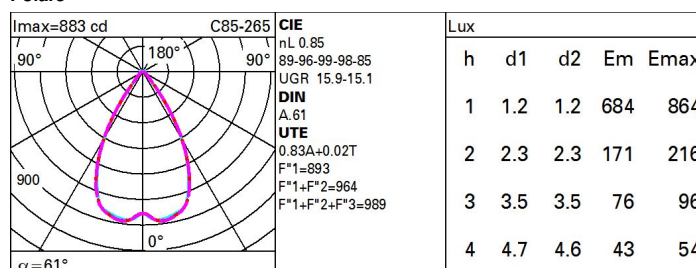 Imax=883 cd C85-265
90° 180° 90°
900
0°
α=61°
CIE
nL 0.85
89-96-99-98-85
UGR 15.9-15.1
DIN
A.61
UTE
0.83A+0.02T
F"1=893
F"1+F"2=964
F"1+F"2+F"3=989
Lux
h d1 d2 Em Emax
1 1.2 1.2 684 864
2 2.3 2.3 171 216
3 3.5 3.5 76 96
4 4.7 4.6 43 54